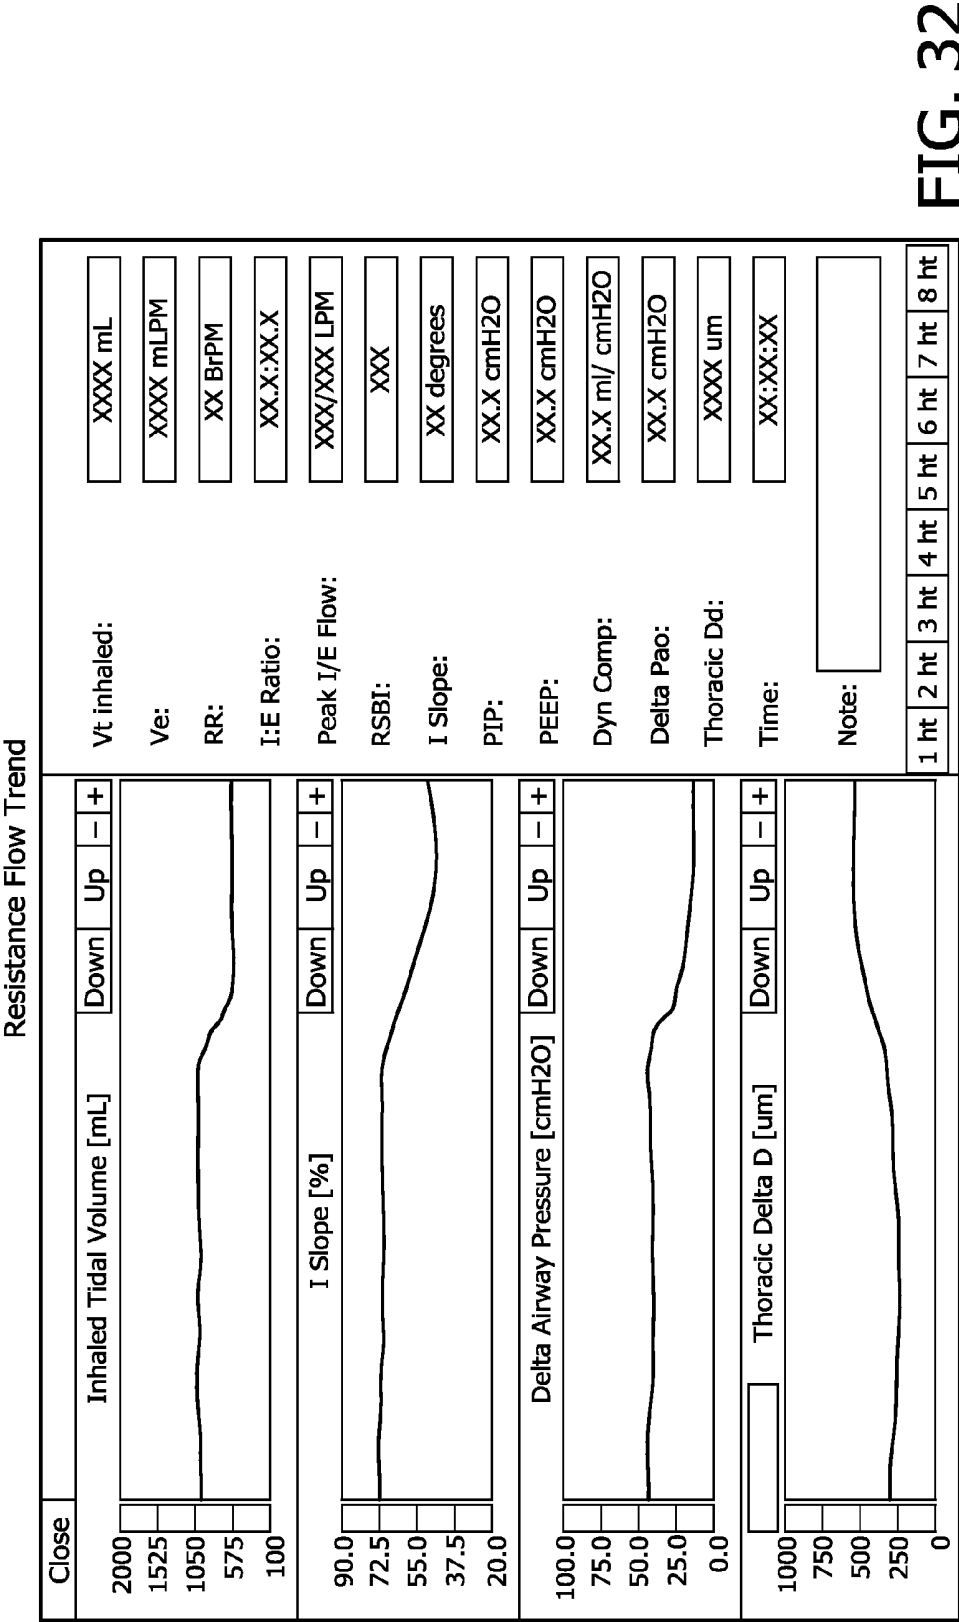 Resistance Flow Trend
Close
Inhaled Tidal Volume [mL]
Down Up − +
2000
1525
1050
575
100
I Slope [%]
Down Up − +
90.0
72.5
55.0
37.5
20.0
Delta Airway Pressure [cmH2O]
Down Up − +
100.0
75.0
50.0
25.0
0.0
Thoracic Delta D [um]
Down Up − +
1000
750
500
250
0
Vt inhaled: XXXX mL
Ve: XXXX mLPM
RR: XX BrPM
I:E Ratio: XX.X:XX.X
Peak I/E Flow: XXX/XXX LPM
RSBI: XXX
I Slope: XX degrees
PIP: XX.X cmH2O
PEEP: XX.X cmH2O
Dyn Comp: XX.X ml/ cmH2O
Delta Pao: XX.X cmH2O
Thoracic Dd: XXXX um
Time: XX:XX:XX
Note:
1 ht 2 ht 3 ht 4 ht 5 ht 6 ht 7 ht 8 ht
FIG. 32